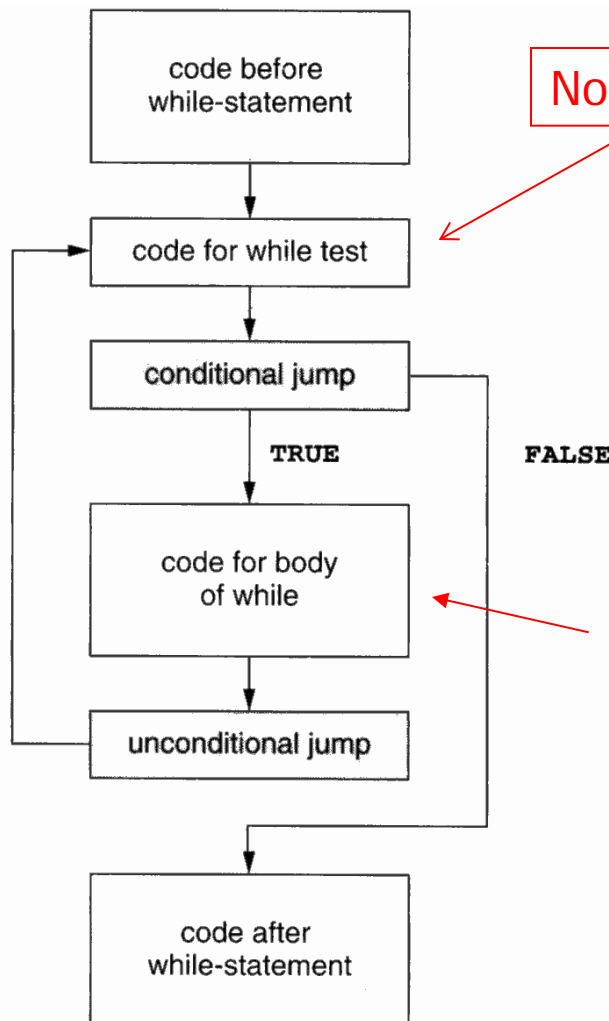 code before
while-statement
No
code for while test
conditional jump
TRUE
FALSE
code for body
of while
unconditional jump
code after
while-statement